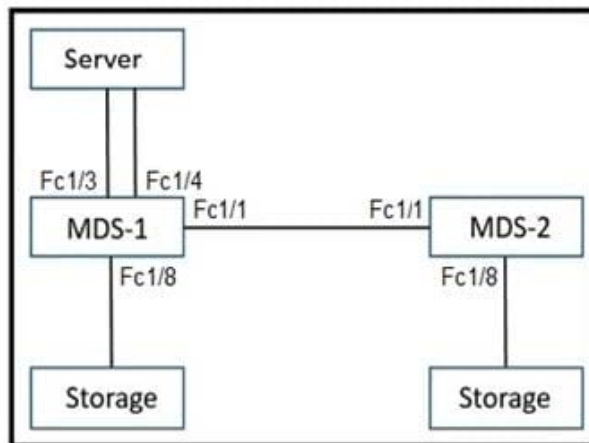 Server
Fc1/3
Fc1/4
Fc1/1
Fc1/1
MDS-1
MDS-2
Fc1/8
Fc1/8
Storage
Storage